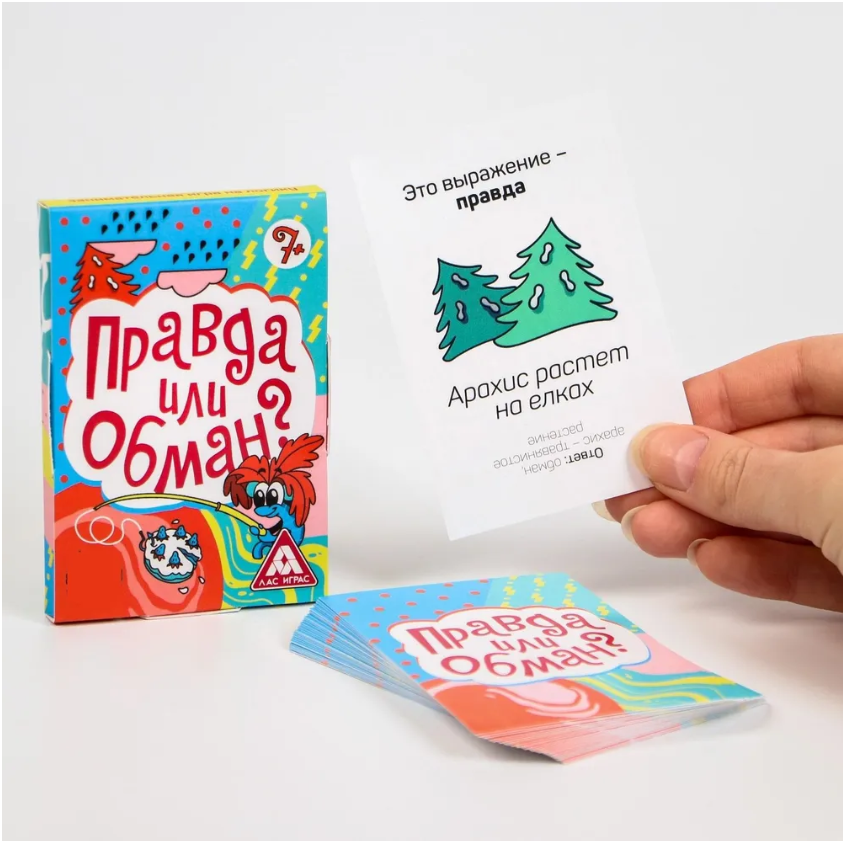 7+
Правда
или
Обман?
ЛАС ИГРАС
Это выражение –
правда
Арахис растет
на елках
Ответ: обман,
арахис – травянистое
растение
Правда
или
Обман?